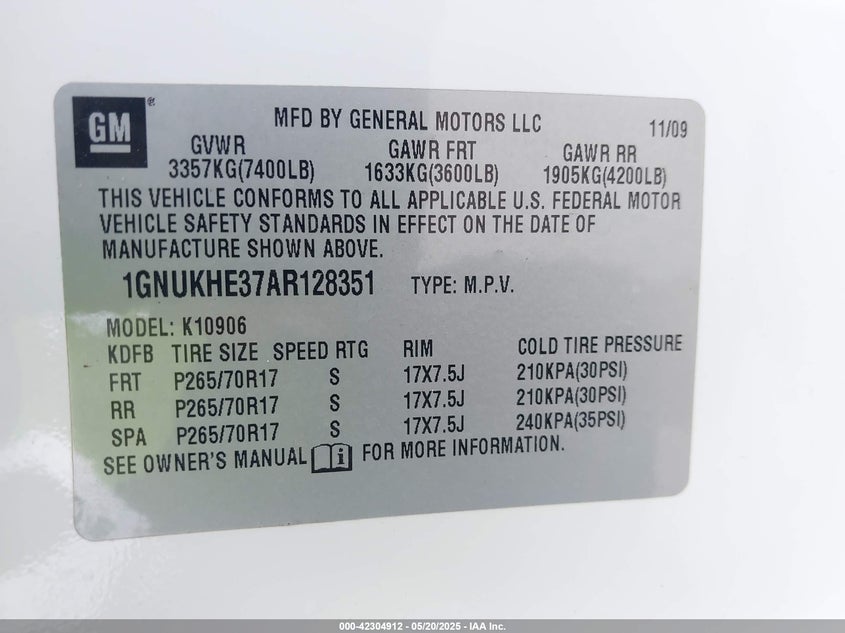 GM®
MFD BY GENERAL MOTORS LLC 11/09
GVWR GAWR FRT GAWR RR
3357KG(7400LB) 1633KG(3600LB) 1905KG(4200LB)
THIS VEHICLE CONFORMS TO ALL APPLICABLE U.S. FEDERAL MOTOR
VEHICLE SAFETY STANDARDS IN EFFECT ON THE DATE OF
MANUFACTURE SHOWN ABOVE.
1GNUKHE37AR128351 TYPE: M.P.V.
MODEL: K10906
KDFB TIRE SIZE SPEED RTG RIM COLD TIRE PRESSURE
FRT P265/70R17 S 17X7.5J 210KPA(30PSI)
RR P265/70R17 S 17X7.5J 210KPA(30PSI)
SPA P265/70R17 S 17X7.5J 240KPA(35PSI)
SEE OWNER'S MANUAL i FOR MORE INFORMATION.
000-42304912 - 05/20/2025 - IAA Inc.